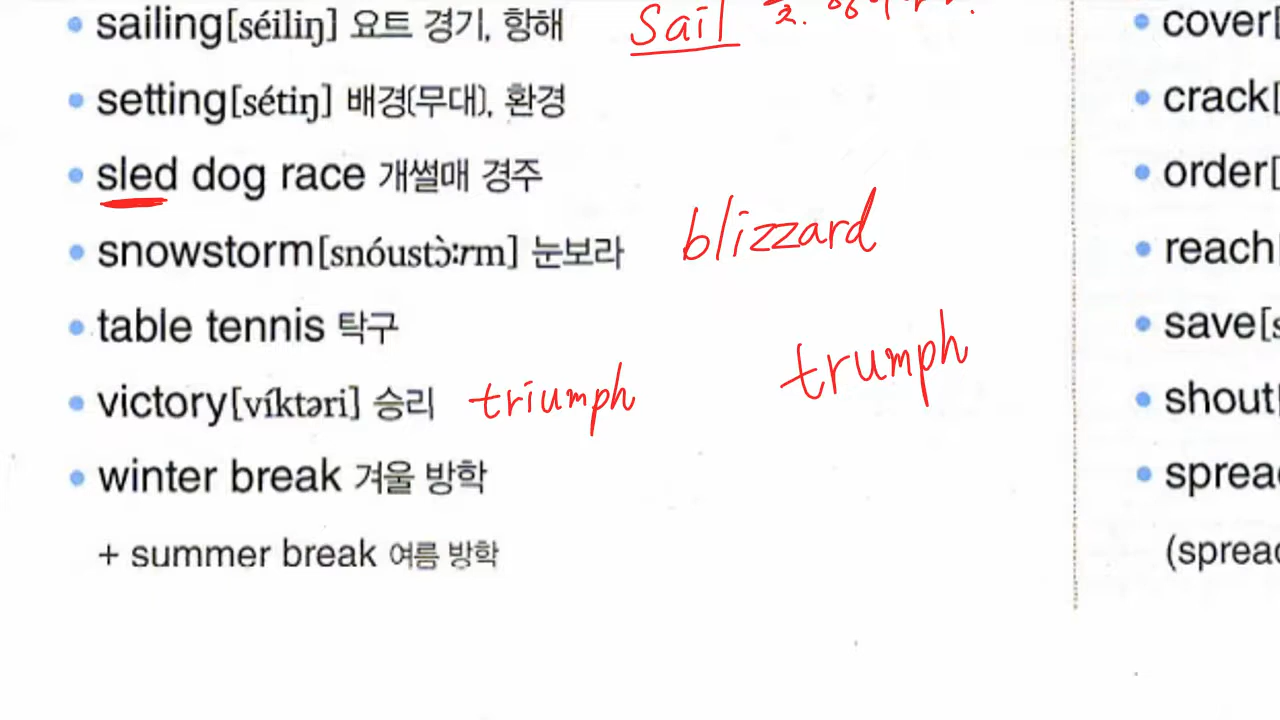 sailing[séiliŋ] 요트 경기, 항해 Sail
setting[sétiŋ] 배경(무대), 환경
sled dog race 개썰매 경주
snowstorm[snóustɔ̀ːrm] 눈보라 blizzard
table tennis 탁구
trumph
victory[víktəri] 승리 triumph
winter break 겨울 방학
+ summer break 여름 방학
cover[
crack[
order[
reach[
save[s
shout[
sprea
(spread